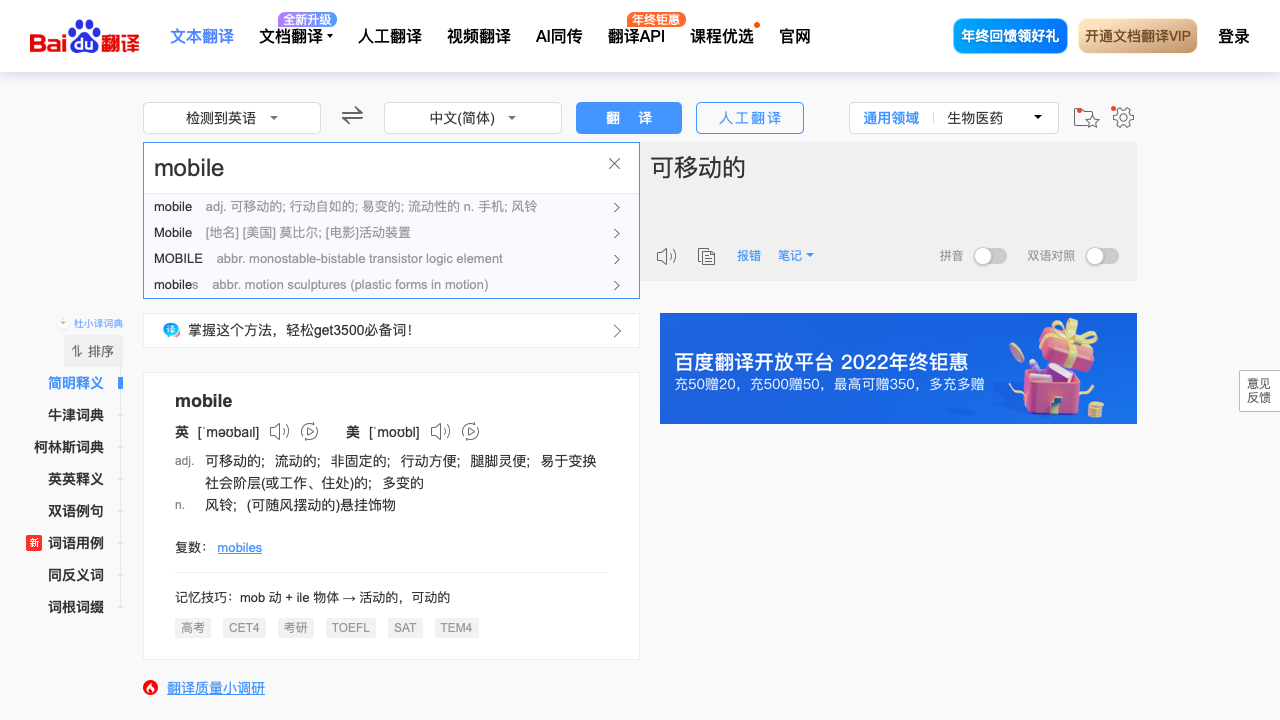 Bai du 翻译
文本翻译
全新升级
文档翻译
人工翻译
视频翻译
AI同传
年终钜惠
翻译API
课程优选
官网
年终回馈领好礼
开通文档翻译VIP
登录
检测到英语
中文(简体)
翻 译
人工翻译
通用领域
生物医药
mobile
可移动的
mobile adj. 可移动的; 行动自如的; 易变的; 流动性的 n. 手机; 风铃
Mobile [地名] [美国] 莫比尔; [电影]活动装置
MOBILE abbr. monostable-bistable transistor logic element
mobiles abbr. motion sculptures (plastic forms in motion)
报错
笔记
拼音
双语对照
杜小译词典
排序
简明释义
牛津词典
柯林斯词典
英英释义
双语例句
新 词语用例
同反义词
词根词缀
译 掌握这个方法，轻松get3500必备词！
百度翻译开放平台 2022年终钜惠
充50赠20，充500赠50，最高可赠350，多充多赠
意见
反馈
mobile
英 [ˈməʊbaɪl] 美 [ˈmoʊbl]
adj. 可移动的；流动的；非固定的；行动方便；腿脚灵便；易于变换
社会阶层(或工作、住处)的；多变的
n. 风铃；(可随风摆动的)悬挂饰物
复数： mobiles
记忆技巧：mob 动 + ile 物体 → 活动的，可动的
高考 CET4 考研 TOEFL SAT TEM4
翻译质量小调研